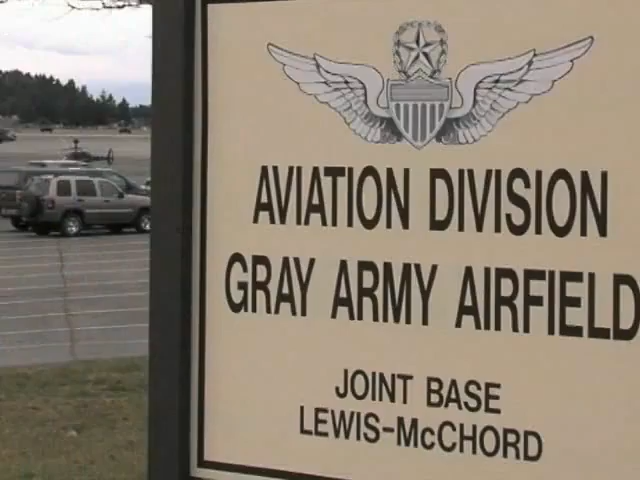 AVIATION DIVISION
GRAY ARMY AIRFIELD
JOINT BASE
LEWIS-McCHORD